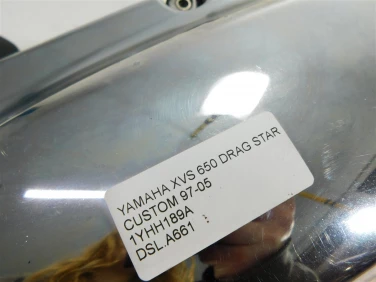 YAMAHA XVS 650 DRAG STAR
CUSTOM 97-05
1YHH189A
DSL.A661